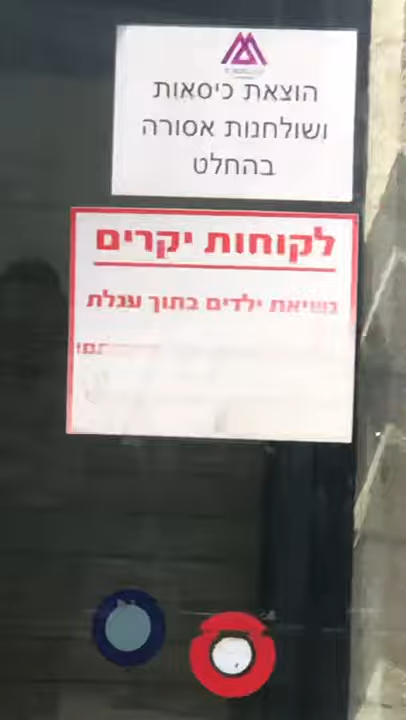 הוצאת כיסאות
ושולחנות אסורה
בהחלט
לקוחות יקרים
נשיאת ילדים בתוך עגלת